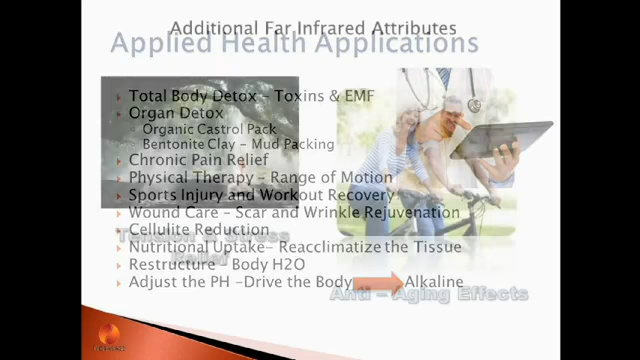 Additional Far Infrared Attributes
Applied Health Applications
Total Body Detox – Toxins & EMF
Organ Detox
Organic Castrol Pack
Bentonite Clay – Mud Packing
Chronic Pain Relief
Physical Therapy – Range of Motion
Sports Injury and Workout Recovery
Wound Care – Scar and Wrinkle Rejuvenation
Cellulite Reduction
Tension & Stress
Nutritional Uptake– Reacclimatize the Tissue
Relief
Restructure – Body H2O
Adjust the PH –Drive the Body Alkaline
Anti – Aging Effects